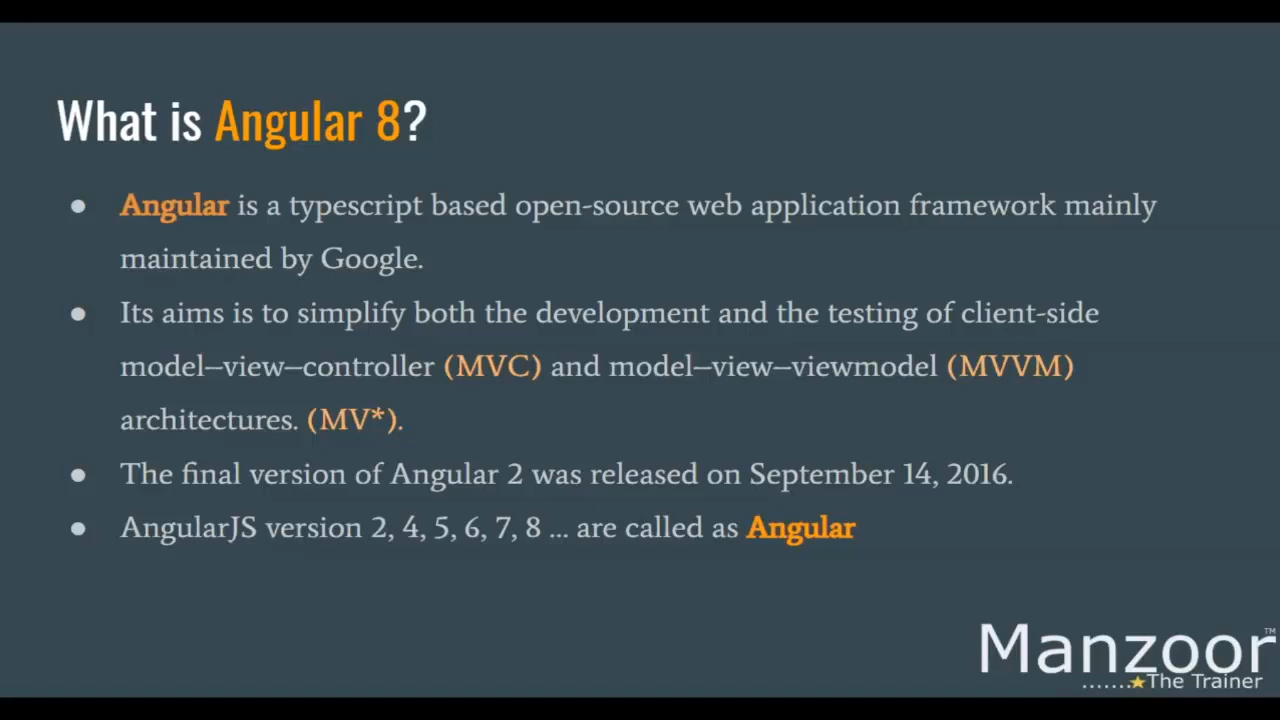 What is Angular 8?
● Angular is a typescript based open-source web application framework mainly
maintained by Google.
● Its aims is to simplify both the development and the testing of client-side
model–view–controller (MVC) and model–view–viewmodel (MVVM)
architectures. (MV*).
● The final version of Angular 2 was released on September 14, 2016.
● AngularJS version 2, 4, 5, 6, 7, 8 ... are called as Angular
Manzoor™
.......★The Trainer